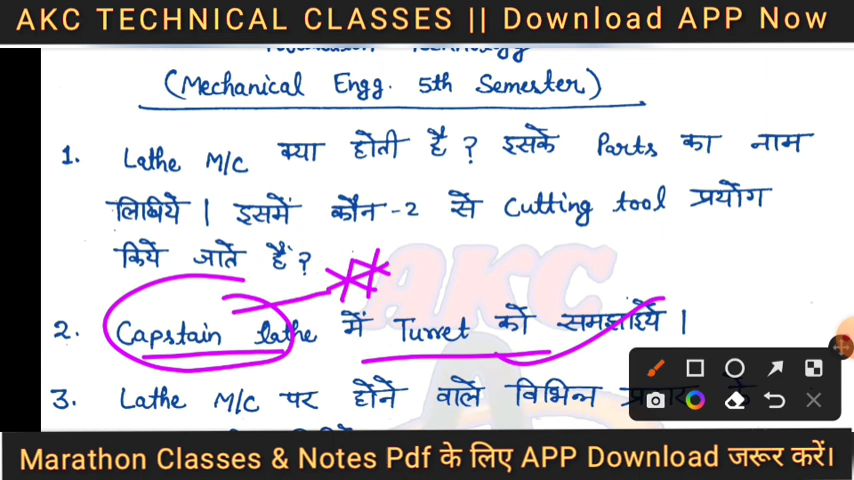 AKC TECHNICAL CLASSES || Download APP Now
(Mechanical Engg. 5th Semester)
1. Lathe M/C क्या होती है ? इसके Parts का नाम
लिखिये | इसमें कौन-2 से Cutting tool प्रयोग
किये जाते हैं ?
2. Capstain lathe में Turret को समझाइये |
3. Lathe M/C पर होने वाले विभिन्न प्रकार के
Marathon Classes & Notes Pdf के लिए APP Download जरूर करें।